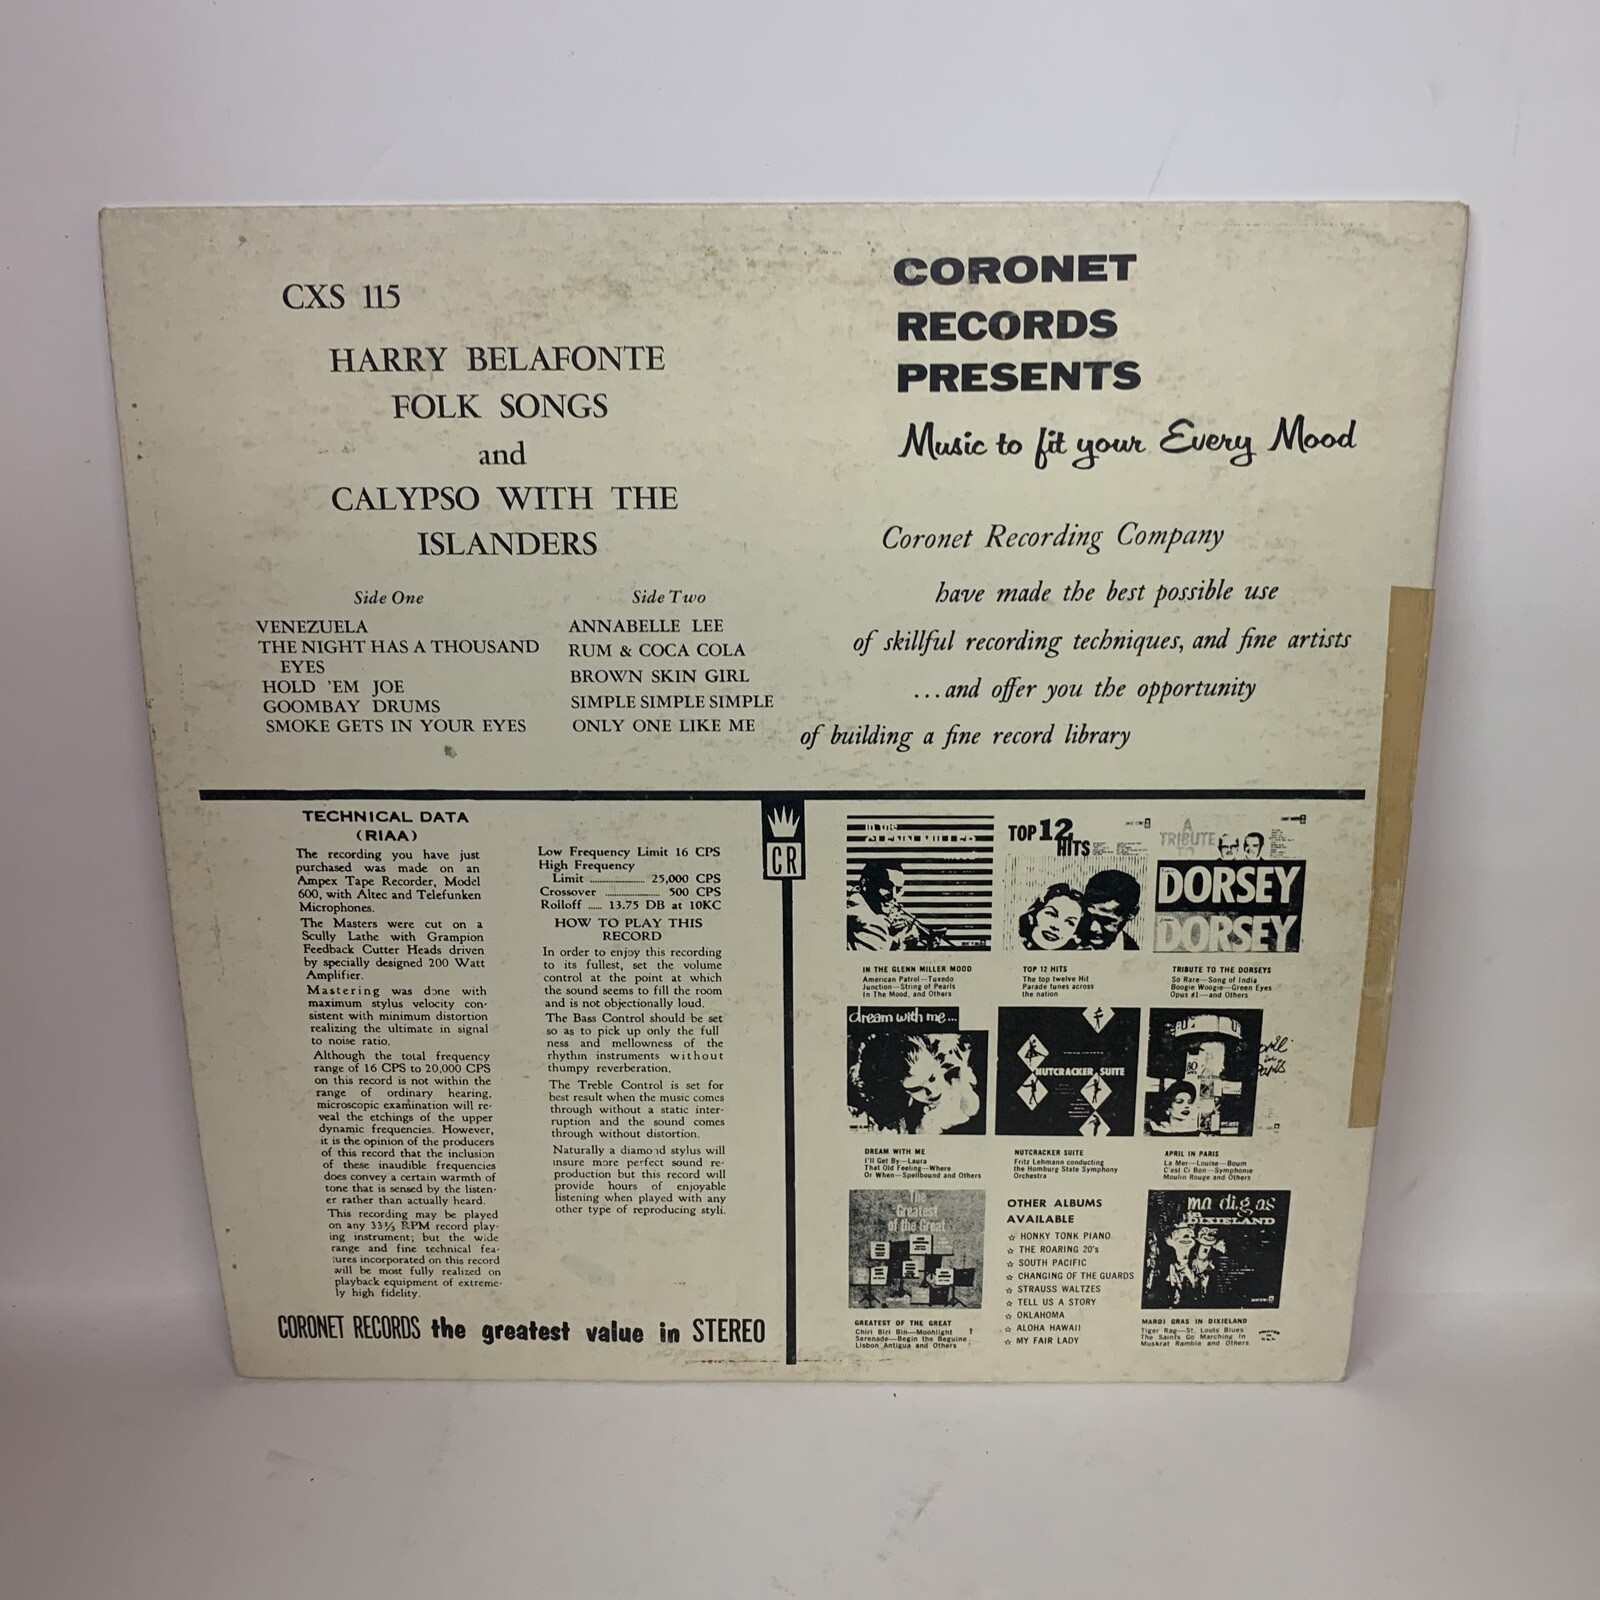 CXS 115
HARRY BELAFONTE
FOLK SONGS
and
CALYPSO WITH THE
ISLANDERS
Side One
VENEZUELA
THE NIGHT HAS A THOUSAND
EYES
HOLD 'EM JOE
GOOMBAY DRUMS
SMOKE GETS IN YOUR EYES
Side Two
ANNABELLE LEE
RUM & COCA COLA
BROWN SKIN GIRL
SIMPLE SIMPLE SIMPLE
ONLY ONE LIKE ME
CORONET
RECORDS
PRESENTS
Music to fit your Every Mood
Coronet Recording Company
have made the best possible use
of skillful recording techniques, and fine artists
...and offer you the opportunity
of building a fine record library
TECHNICAL DATA
(RIAA)
The recording you have just
purchased was made on an
Ampex Tape Recorder, Model
600, with Altec and Telefunken
Microphones.
The Masters were cut on a
Scully Lathe with Grampion
Feedback Cutter Heads driven
by specially designed 200 Watt
Amplifier.
Mastering was done with
maximum stylus velocity con-
sistent with minimum distortion
realizing the ultimate in signal
to noise ratio.
Although the total frequency
range of 16 CPS to 20,000 CPS
on this record is not within the
range of ordinary hearing,
microscopic examination will re-
veal the etchings of the upper
dynamic frequencies. However,
it is the opinion of the producers
of this record that the inclusion
of these inaudible frequencies
does convey a certain warmth of
tone that is sensed by the listen-
er rather than actually heard.
This recording may be played
on any 33⅓ RPM record play-
ing instrument; but the wide
range and fine technical fea-
tures incorporated on this record
will be most fully realized on
playback equipment of extreme-
ly high fidelity.
Low Frequency Limit 16 CPS
High Frequency
Limit .................. 25,000 CPS
Crossover .................. 500 CPS
Rolloff ..... 13.75 DB at 10KC
HOW TO PLAY THIS
RECORD
In order to enjoy this recording
to its fullest, set the volume
control at the point at which
the sound seems to fill the room
and is not objectionally loud.
The Bass Control should be set
so as to pick up only the full
ness and mellowness of the
rhythm instruments without
thumpy reverberation.
The Treble Control is set for
best result when the music comes
through without a static inter-
ruption and the sound comes
through without distortion.
Naturally a diamond stylus will
insure more perfect sound re-
production but this record will
provide hours of enjoyable
listening when played with any
other type of reproducing styli.
CORONET RECORDS the greatest value in STEREO
CR
in the
GLENN MILLER
mood
TOP 12
HITS
A
TRIBUTE
TO
DORSEY
DORSEY
IN THE GLENN MILLER MOOD
American Patrol—Tuxedo
Junction—String of Pearls
In The Mood, and Others
TOP 12 HITS
The top twelve Hit
Parade tunes across
the nation
TRIBUTE TO THE DORSEYS
So Rare—Song of India
Boogie Woogie—Green Eyes
Opus #1—and Others
dream with me...
NUTCRACKER SUITE
april
in
Paris
DREAM WITH ME
I'll Get By—Laura
That Old Feeling—Where
Or When—Spellbound and Others
NUTCRACKER SUITE
Fritz Lehmann conducting
the Homburg State Symphony
Orchestra
APRIL IN PARIS
La Mer—Louise—Boum
C'est Ci Bon—Symphonie
Moulin Rouge and Others
The
Greatest
of the Great
GREATEST OF THE GREAT
Chiri Biri Bin—Moonlight
Serenade—Begin the Beguine
Lisbon Antigua and Others
OTHER ALBUMS
AVAILABLE
☆ HONKY TONK PIANO
☆ THE ROARING 20's
☆ SOUTH PACIFIC
☆ CHANGING OF THE GUARDS
☆ STRAUSS WALTZES
☆ TELL US A STORY
☆ OKLAHOMA
☆ ALOHA HAWAII
☆ MY FAIR LADY
in
DIXIELAND
MARDI GRAS IN DIXIELAND
Tiger Rag—St. Louis Blues
The Saints Go Marching In
Muskrat Ramble and Others